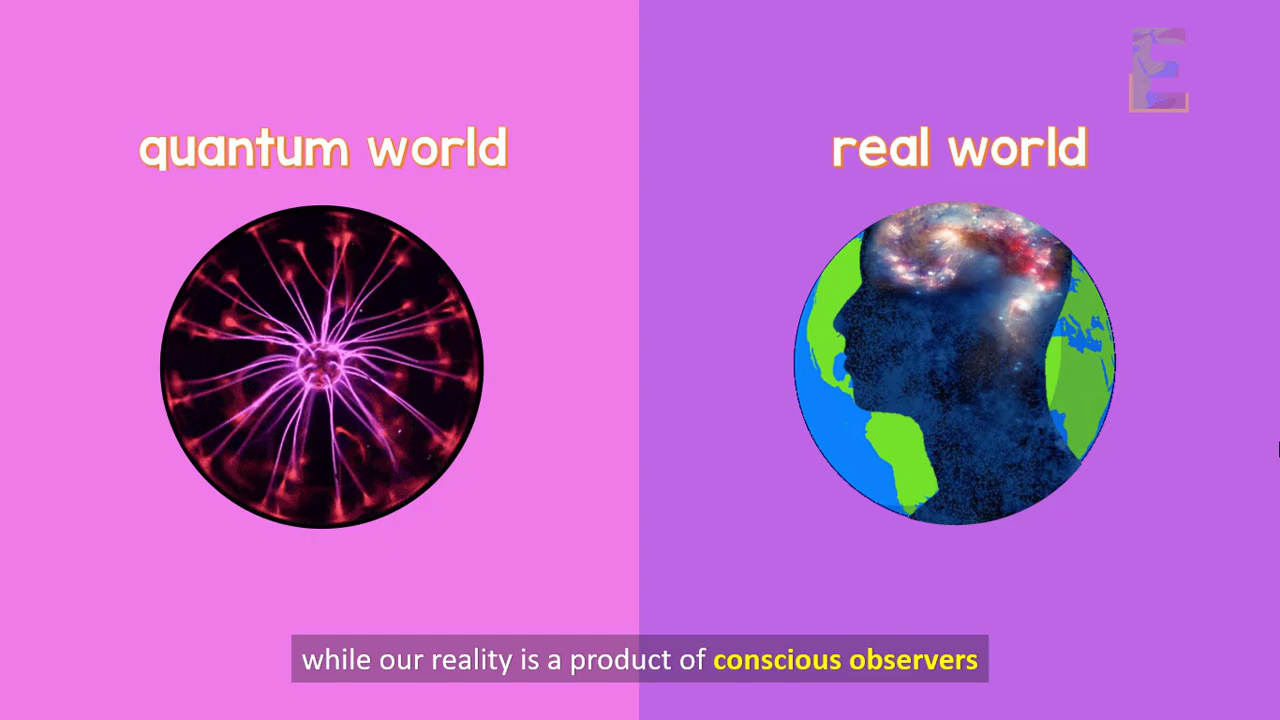 quantum world
real world
E
while our reality is a product of conscious observers